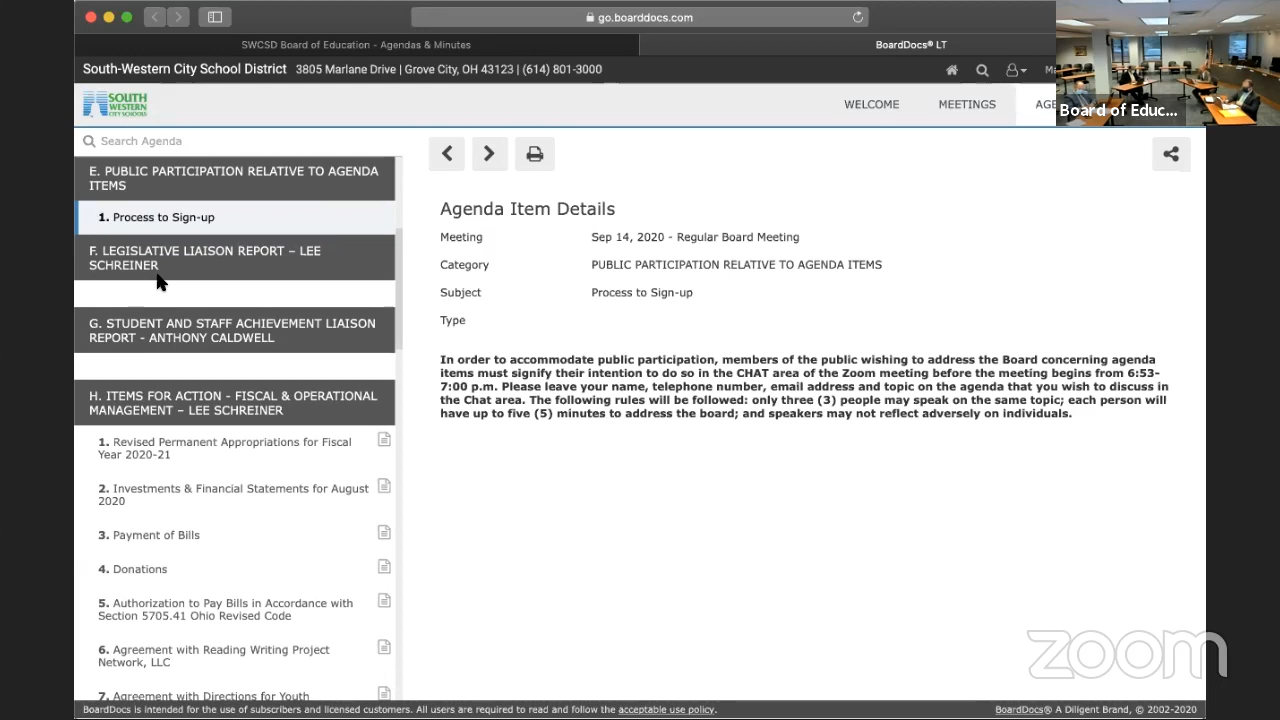 go.boarddocs.com
SWCSD Board of Education - Agendas & Minutes
BoardDocs® LT
South-Western City School District 3805 Marlane Drive | Grove City, OH 43123 | (614) 801-3000
SOUTH
WESTERN
CITY SCHOOLS
WELCOME
MEETINGS
Board of Educ...
Search Agenda
E. PUBLIC PARTICIPATION RELATIVE TO AGENDA
ITEMS
1. Process to Sign-up
F. LEGISLATIVE LIAISON REPORT – LEE
SCHREINER
G. STUDENT AND STAFF ACHIEVEMENT LIAISON
REPORT - ANTHONY CALDWELL
H. ITEMS FOR ACTION - FISCAL & OPERATIONAL
MANAGEMENT – LEE SCHREINER
1. Revised Permanent Appropriations for Fiscal
Year 2020-21
2. Investments & Financial Statements for August
2020
3. Payment of Bills
4. Donations
5. Authorization to Pay Bills in Accordance with
Section 5705.41 Ohio Revised Code
6. Agreement with Reading Writing Project
Network, LLC
7. Agreement with Directions for Youth
Agenda Item Details
Meeting Sep 14, 2020 - Regular Board Meeting
Category PUBLIC PARTICIPATION RELATIVE TO AGENDA ITEMS
Subject Process to Sign-up
Type
In order to accommodate public participation, members of the public wishing to address the Board concerning agenda
items must signify their intention to do so in the CHAT area of the Zoom meeting before the meeting begins from 6:53-
7:00 p.m. Please leave your name, telephone number, email address and topic on the agenda that you wish to discuss in
the Chat area. The following rules will be followed: only three (3) people may speak on the same topic; each person will
have up to five (5) minutes to address the board; and speakers may not reflect adversely on individuals.
zoom
BoardDocs is intended for the use of subscribers and licensed customers. All users are required to read and follow the acceptable use policy.
BoardDocs® A Diligent Brand, © 2002-2020